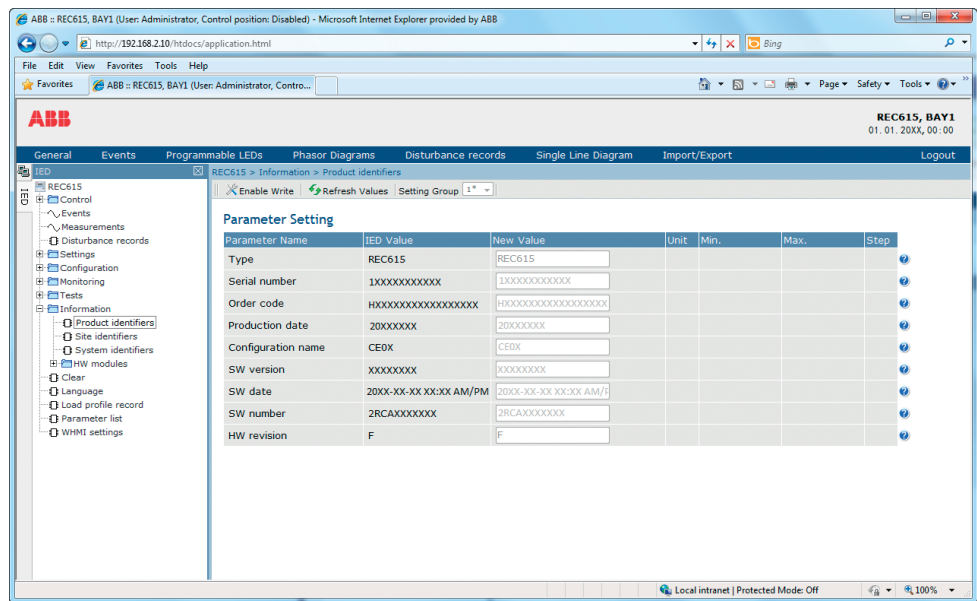 ABB :: REC615, BAY1 (User: Administrator, Control position: Disabled) - Microsoft Internet Explorer provided by ABB
http://192.168.2.10/htdocs/application.html
Bing
File Edit View Favorites Tools Help
Favorites ABB :: REC615, BAY1 (User: Administrator, Contro... Page Safety Tools
ABB
REC615, BAY1
01. 01. 20XX, 00:00
General Events Programmable LEDs Phasor Diagrams Disturbance records Single Line Diagram Import/Export Logout
IED
IED
REC615
Control
Events
Measurements
Disturbance records
Settings
Configuration
Monitoring
Tests
Information
Product identifiers
Site identifiers
System identifiers
HW modules
Clear
Language
Load profile record
Parameter list
WHMI settings
REC615 > Information > Product identifiers
Enable Write Refresh Values Setting Group 1*
Parameter Setting
Parameter Name IED Value New Value Unit Min. Max. Step
Type REC615 REC615
Serial number 1XXXXXXXXXXX 1XXXXXXXXXXX
Order code HXXXXXXXXXXXXXXXXX HXXXXXXXXXXXXXXXXX
Production date 20XXXXXX 20XXXXXX
Configuration name CE0X CE0X
SW version XXXXXXXX XXXXXXXX
SW date 20XX-XX-XX XX:XX AM/PM 20XX-XX-XX XX:XX AM/
SW number 2RCAXXXXXXX 2RCAXXXXXXX
HW revision F F
Local intranet | Protected Mode: Off 100%